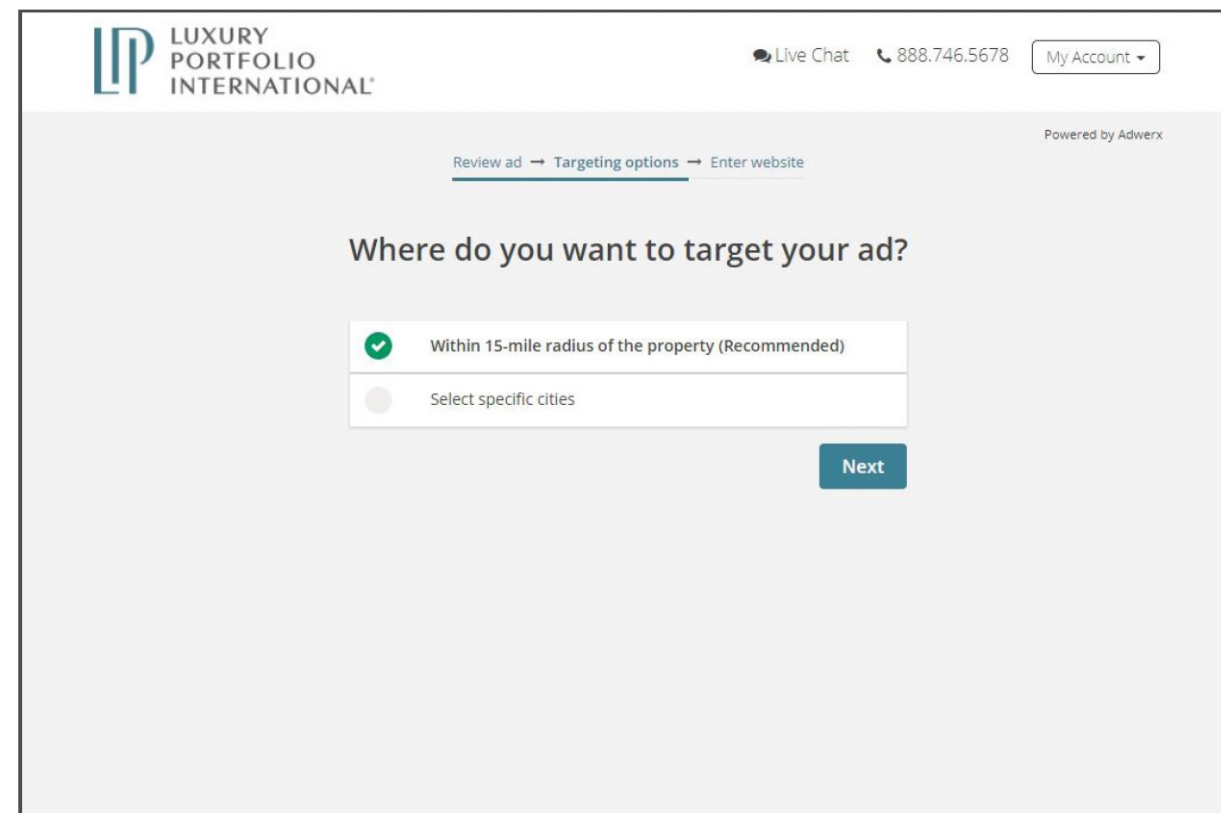 LUXURY
PORTFOLIO
INTERNATIONAL®
Live Chat 888.746.5678 My Account
Powered by Adwerx
Review ad → Targeting options → Enter website
Where do you want to target your ad?
Within 15-mile radius of the property (Recommended)
Select specific cities
Next